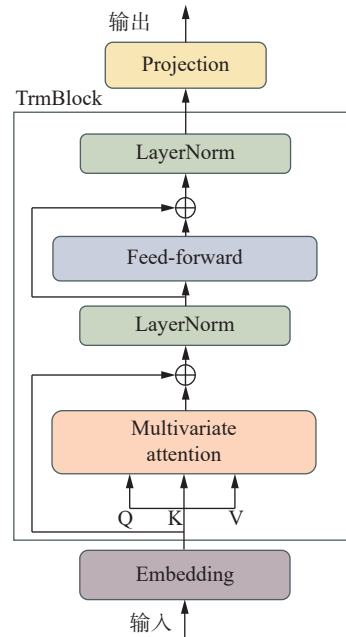 输出
Projection
TrmBlock
LayerNorm
Feed-forward
LayerNorm
Multivariate
attention
Q K V
Embedding
输入